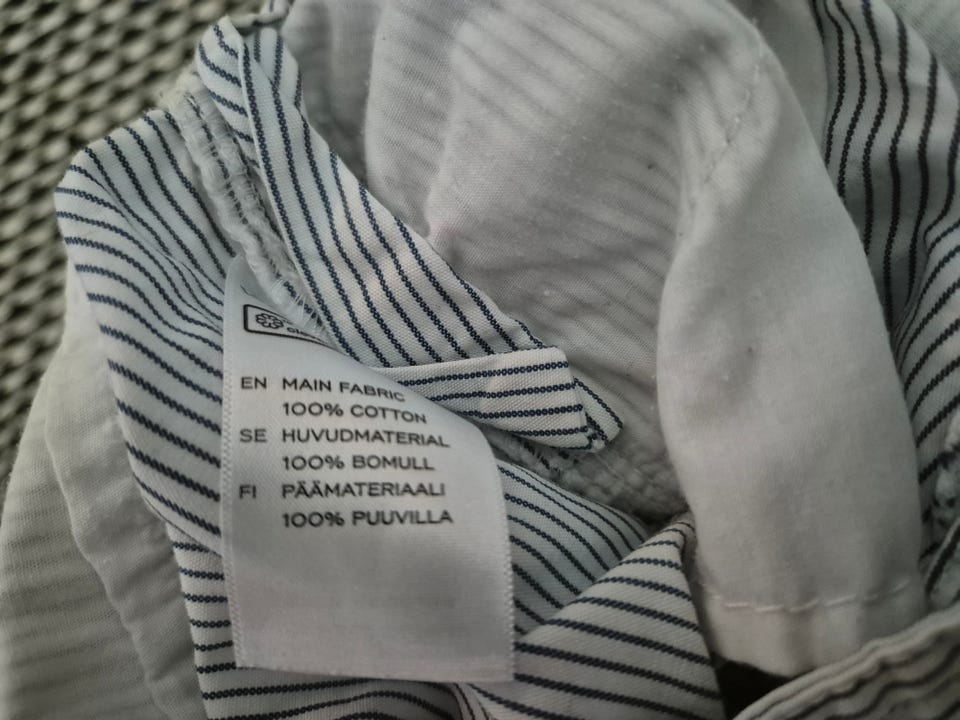 EN MAIN FABRIC
100% COTTON
SE HUVUDMATERIAL
100% BOMULL
FI PÄÄMATERIAALI
100% PUUVILLA